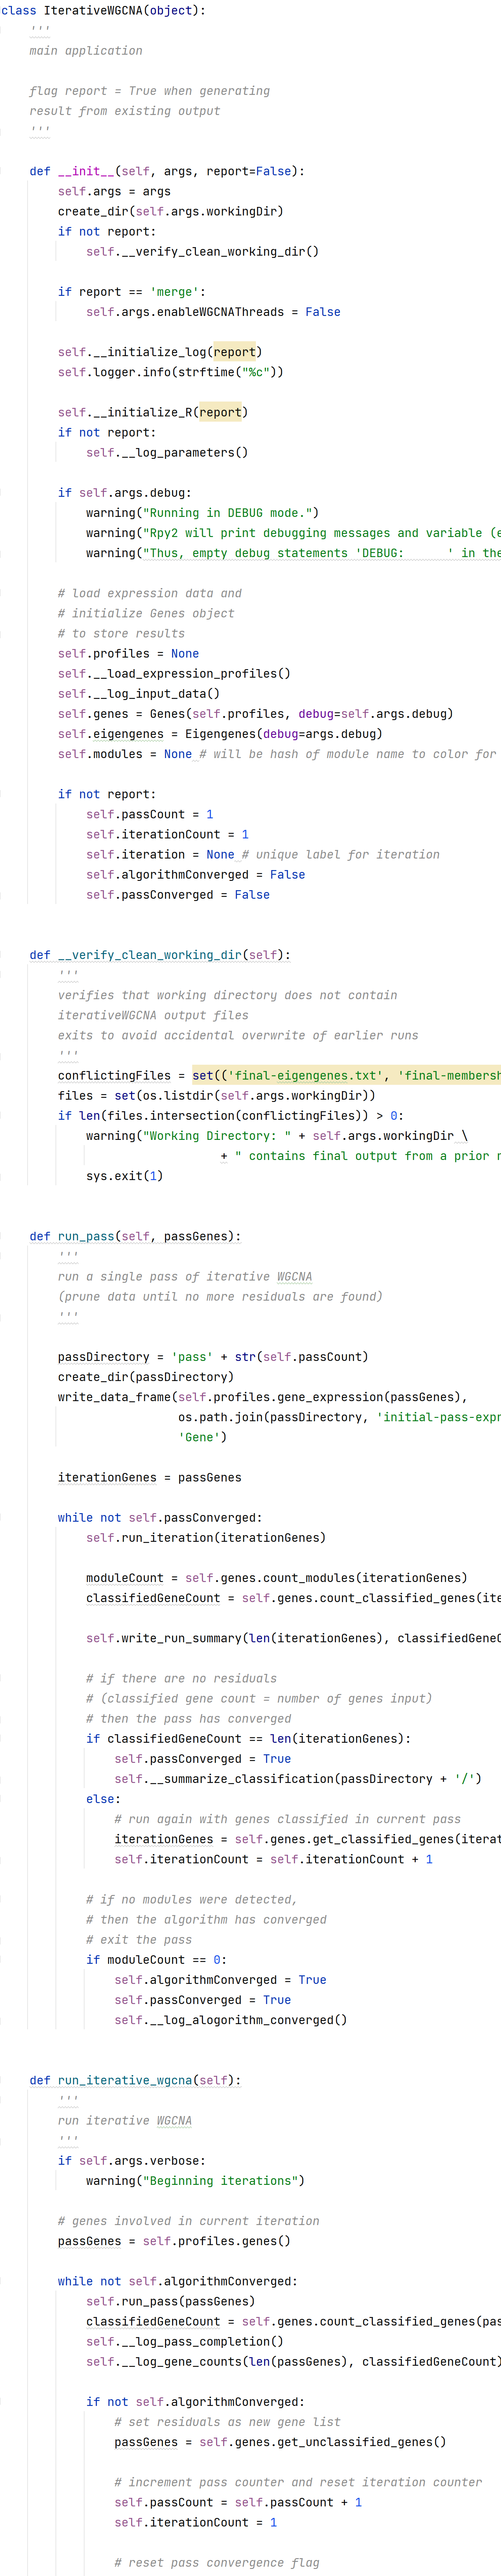 class IterativeWGCNA(object):
    '''
    main application

    flag report = True when generating
    result from existing output
    '''

    def __init__(self, args, report=False):
        self.args = args
        create_dir(self.args.workingDir)
        if not report:
            self.__verify_clean_working_dir()

        if report == 'merge':
            self.args.enableWGCNAThreads = False

        self.__initialize_log(report)
        self.logger.info(strftime("%c"))

        self.__initialize_R(report)
        if not report:
            self.__log_parameters()

        if self.args.debug:
            warning("Running in DEBUG mode.")
            warning("Rpy2 will print debugging messages and variable (e
            warning("Thus, empty debug statements 'DEBUG:      ' in the

        # load expression data and
        # initialize Genes object
        # to store results
        self.profiles = None
        self.__load_expression_profiles()
        self.__log_input_data()
        self.genes = Genes(self.profiles, debug=self.args.debug)
        self.eigengenes = Eigengenes(debug=args.debug)
        self.modules = None # will be hash of module name to color for

        if not report:
            self.passCount = 1
            self.iterationCount = 1
            self.iteration = None # unique label for iteration
            self.algorithmConverged = False
            self.passConverged = False


    def __verify_clean_working_dir(self):
        '''
        verifies that working directory does not contain
        iterativeWGCNA output files
        exits to avoid accidental overwrite of earlier runs
        '''
        conflictingFiles = set(('final-eigengenes.txt', 'final-membersh
        files = set(os.listdir(self.args.workingDir))
        if len(files.intersection(conflictingFiles)) > 0:
            warning("Working Directory: " + self.args.workingDir \
                               + " contains final output from a prior r
            sys.exit(1)


    def run_pass(self, passGenes):
        '''
        run a single pass of iterative WGCNA
        (prune data until no more residuals are found)
        '''

        passDirectory = 'pass' + str(self.passCount)
        create_dir(passDirectory)
        write_data_frame(self.profiles.gene_expression(passGenes),
                         os.path.join(passDirectory, 'initial-pass-expr
                         'Gene')

        iterationGenes = passGenes

        while not self.passConverged:
            self.run_iteration(iterationGenes)

            moduleCount = self.genes.count_modules(iterationGenes)
            classifiedGeneCount = self.genes.count_classified_genes(ite

            self.write_run_summary(len(iterationGenes), classifiedGeneC

            # if there are no residuals
            # (classified gene count = number of genes input)
            # then the pass has converged
            if classifiedGeneCount == len(iterationGenes):
                self.passConverged = True
                self.__summarize_classification(passDirectory + '/')
            else:
                # run again with genes classified in current pass
                iterationGenes = self.genes.get_classified_genes(iterat
                self.iterationCount = self.iterationCount + 1

            # if no modules were detected,
            # then the algorithm has converged
            # exit the pass
            if moduleCount == 0:
                self.algorithmConverged = True
                self.passConverged = True
                self.__log_alogorithm_converged()


    def run_iterative_wgcna(self):
        '''
        run iterative WGCNA
        '''
        if self.args.verbose:
            warning("Beginning iterations")

        # genes involved in current iteration
        passGenes = self.profiles.genes()

        while not self.algorithmConverged:
            self.run_pass(passGenes)
            classifiedGeneCount = self.genes.count_classified_genes(pas
            self.__log_pass_completion()
            self.__log_gene_counts(len(passGenes), classifiedGeneCount)

            if not self.algorithmConverged:
                # set residuals as new gene list
                passGenes = self.genes.get_unclassified_genes()

                # increment pass counter and reset iteration counter
                self.passCount = self.passCount + 1
                self.iterationCount = 1

                # reset pass convergence flag